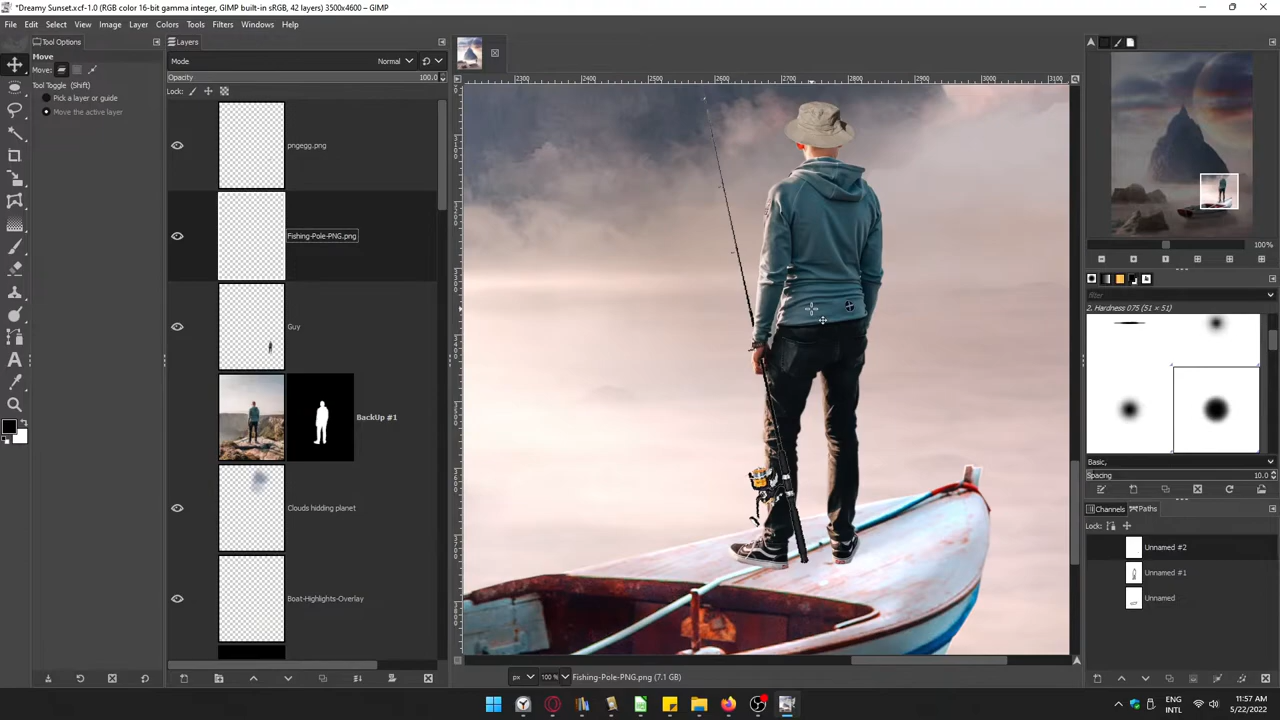 *Dreamy Sunset.xcf-1.0 (RGB color 16-bit gamma integer, GIMP built-in sRGB, 42 layers) 3500x4600 – GIMP
File Edit Select View Image Layer Colors Tools Filters Windows Help
Tool Options
Move
Move:
Tool Toggle (Shift)
Pick a layer or guide
Move the active layer
Layers
Mode Normal
Opacity 100.0
Lock:
pngegg.png
Fishing-Pole-PNG.png
Guy
BackUp #1
Clouds hidding planet
Boat-Highlights-Overlay
2300 2400 2500 2600 2700 2800 2900 3000 3100
px 100 % Fishing-Pole-PNG.png (7.1 GB)
100%
filter
2. Hardness 075 (51 × 51)
Basic,
Spacing 10.0
Channels Paths
Lock:
Unnamed #2
Unnamed #1
Unnamed
ENG
INTL
11:57 AM
5/22/2022